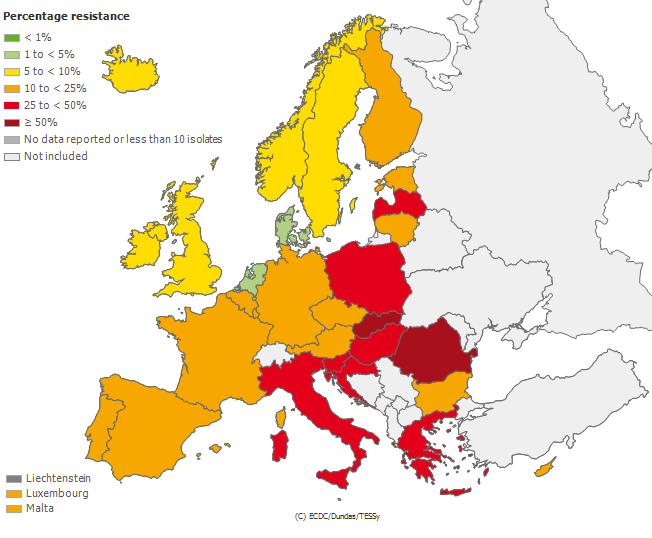 Percentage resistance
< 1%
1 to < 5%
5 to < 10%
10 to < 25%
25 to < 50%
≥ 50%
No data reported or less than 10 isolates
Not included
Liechtenstein
Luxembourg
Malta
(C) ECDC/Dundas/TESSy